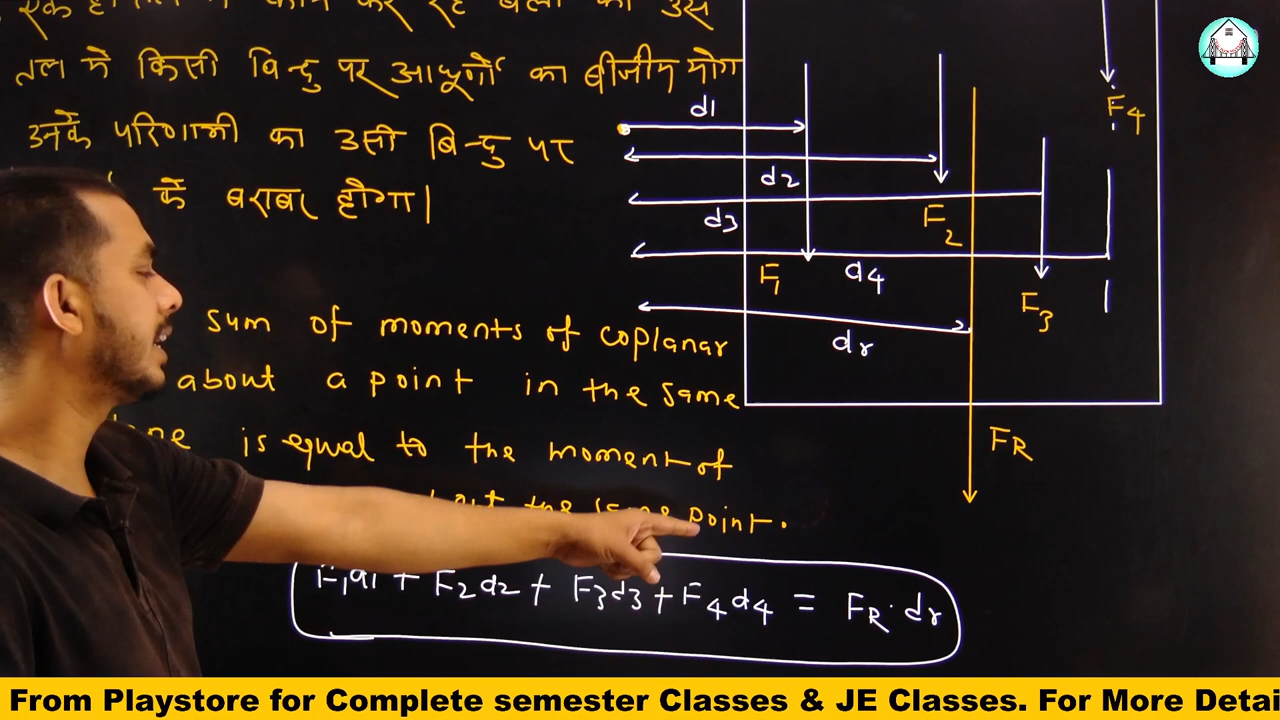 तल मे किसी बिन्दु पर आघूर्णों का बीजीय योग
उनके परिणामी का उसी बिन्दु पर
के बराबर होगा।
sum of moments of coplanar
about a point in the same
is equal to the moment of
the same point.
F1d1 + F2d2 + F3d3 + F4d4 = FR.dr
d1
d2
d3
d4
dr
F1
F2
F3
F4
FR
From Playstore for Complete semester Classes & JE Classes. For More Detai